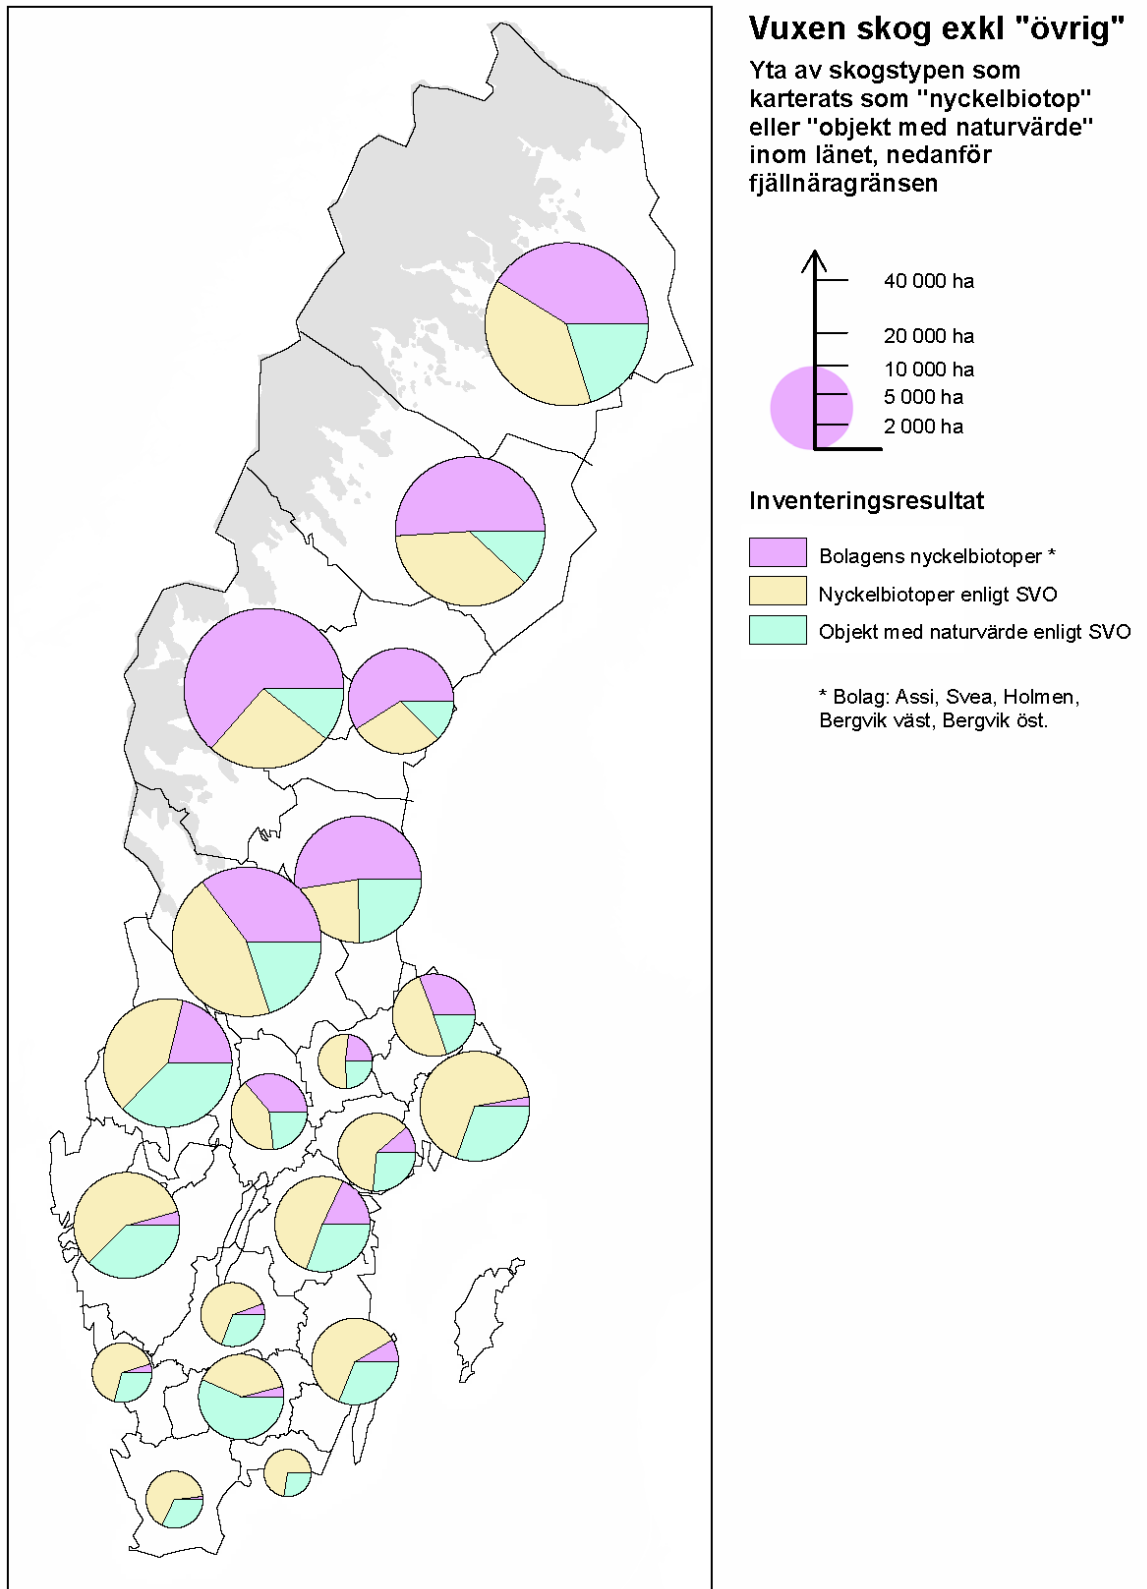 Vuxen skog exkl "övrig"
Yta av skogstypen som
karterats som "nyckelbiotop"
eller "objekt med naturvärde"
inom länet, nedanför
fjällnäragränsen
40 000 ha
20 000 ha
10 000 ha
5 000 ha
2 000 ha
Inventeringsresultat
Bolagens nyckelbiotoper *
Nyckelbiotoper enligt SVO
Objekt med naturvärde enligt SVO
* Bolag: Assi, Svea, Holmen,
Bergvik väst, Bergvik öst.